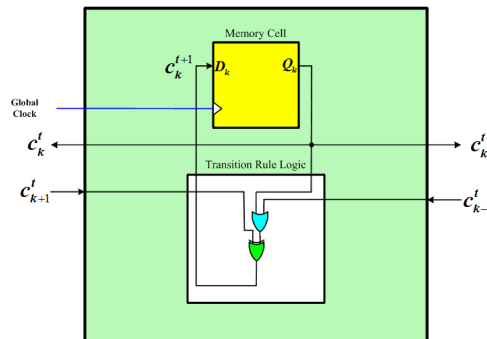 Memory Cell
c_k^{t+1}
D_k
Q_k
Global
Clock
c_k^t
c_k^t
Transition Rule Logic
c_{k+1}^t
c_{k-}^t